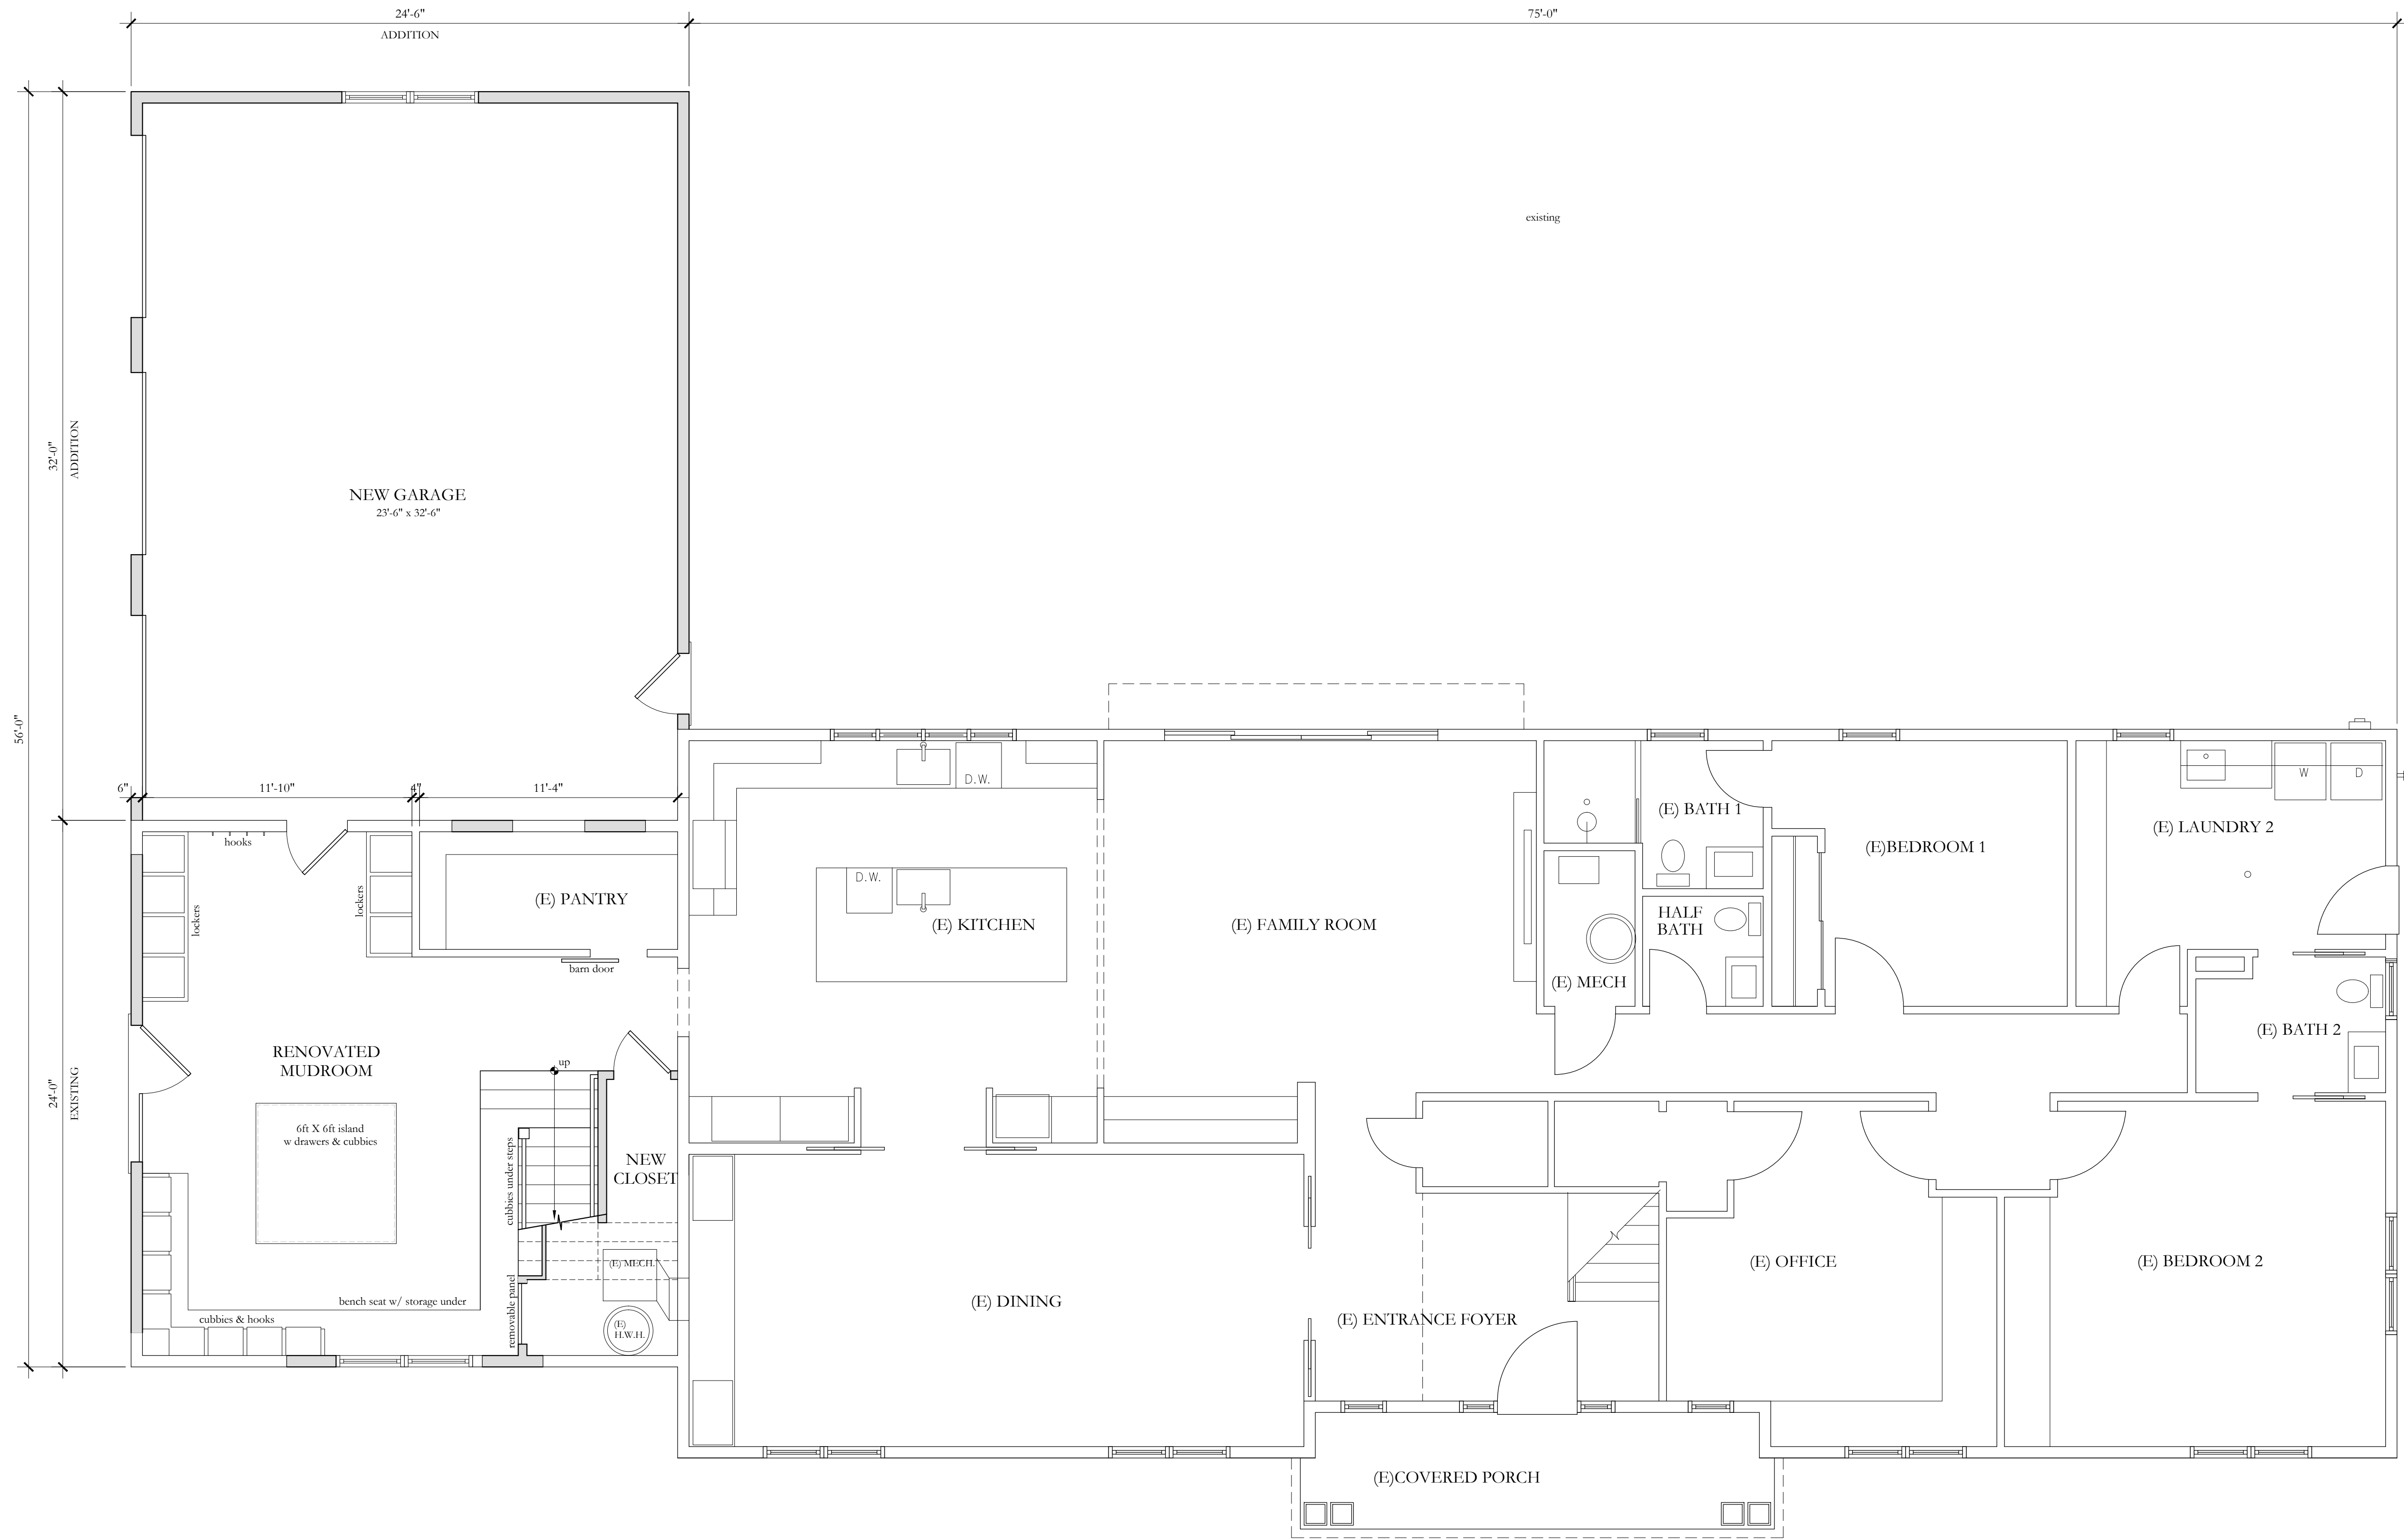 24'-6"
ADDITION
75'-0"
existing
32'-0"
ADDITION
56'-0"
24'-0"
EXISTING
NEW GARAGE
23'-6" x 32'-6"
6"
11'-10"
4"
11'-4"
hooks
lockers
lockers
(E) PANTRY
barn door
RENOVATED
MUDROOM
6ft X 6ft island
w drawers & cubbies
up
cubbies under steps
NEW
CLOSET
(E) MECH.
removable panel
(E)
H.W.H.
bench seat w/ storage under
cubbies & hooks
D.W.
D.W.
(E) KITCHEN
(E) FAMILY ROOM
(E) DINING
(E) MECH
(E) BATH 1
HALF
BATH
(E)BEDROOM 1
(E) LAUNDRY 2
W
D
(E) BATH 2
(E) ENTRANCE FOYER
(E) OFFICE
(E) BEDROOM 2
(E)COVERED PORCH